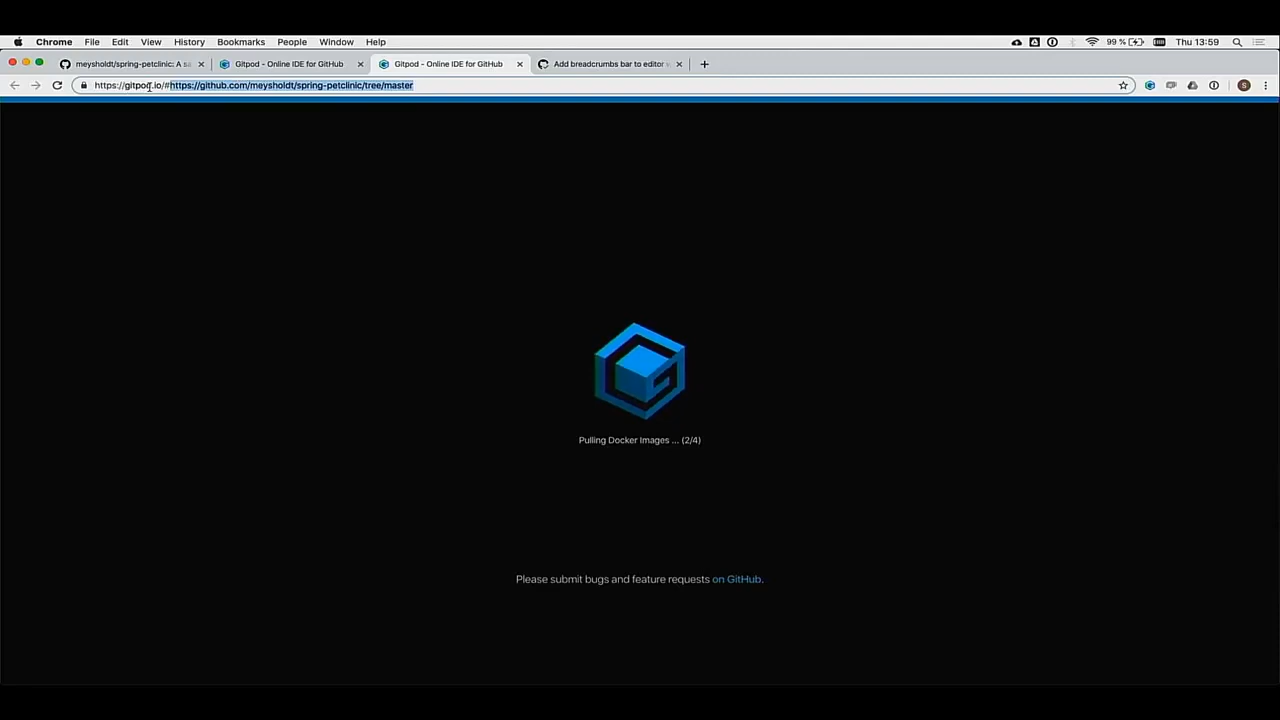 Chrome File Edit View History Bookmarks People Window Help 99 % Thu 13:59
meysholdt/spring-petclinic: A sa Gitpod - Online IDE for GitHub Gitpod - Online IDE for GitHub Add breadcrumbs bar to editor
https://gitpod.io/#https://github.com/meysholdt/spring-petclinic/tree/master S
Pulling Docker Images ... (2/4)
Please submit bugs and feature requests on GitHub.